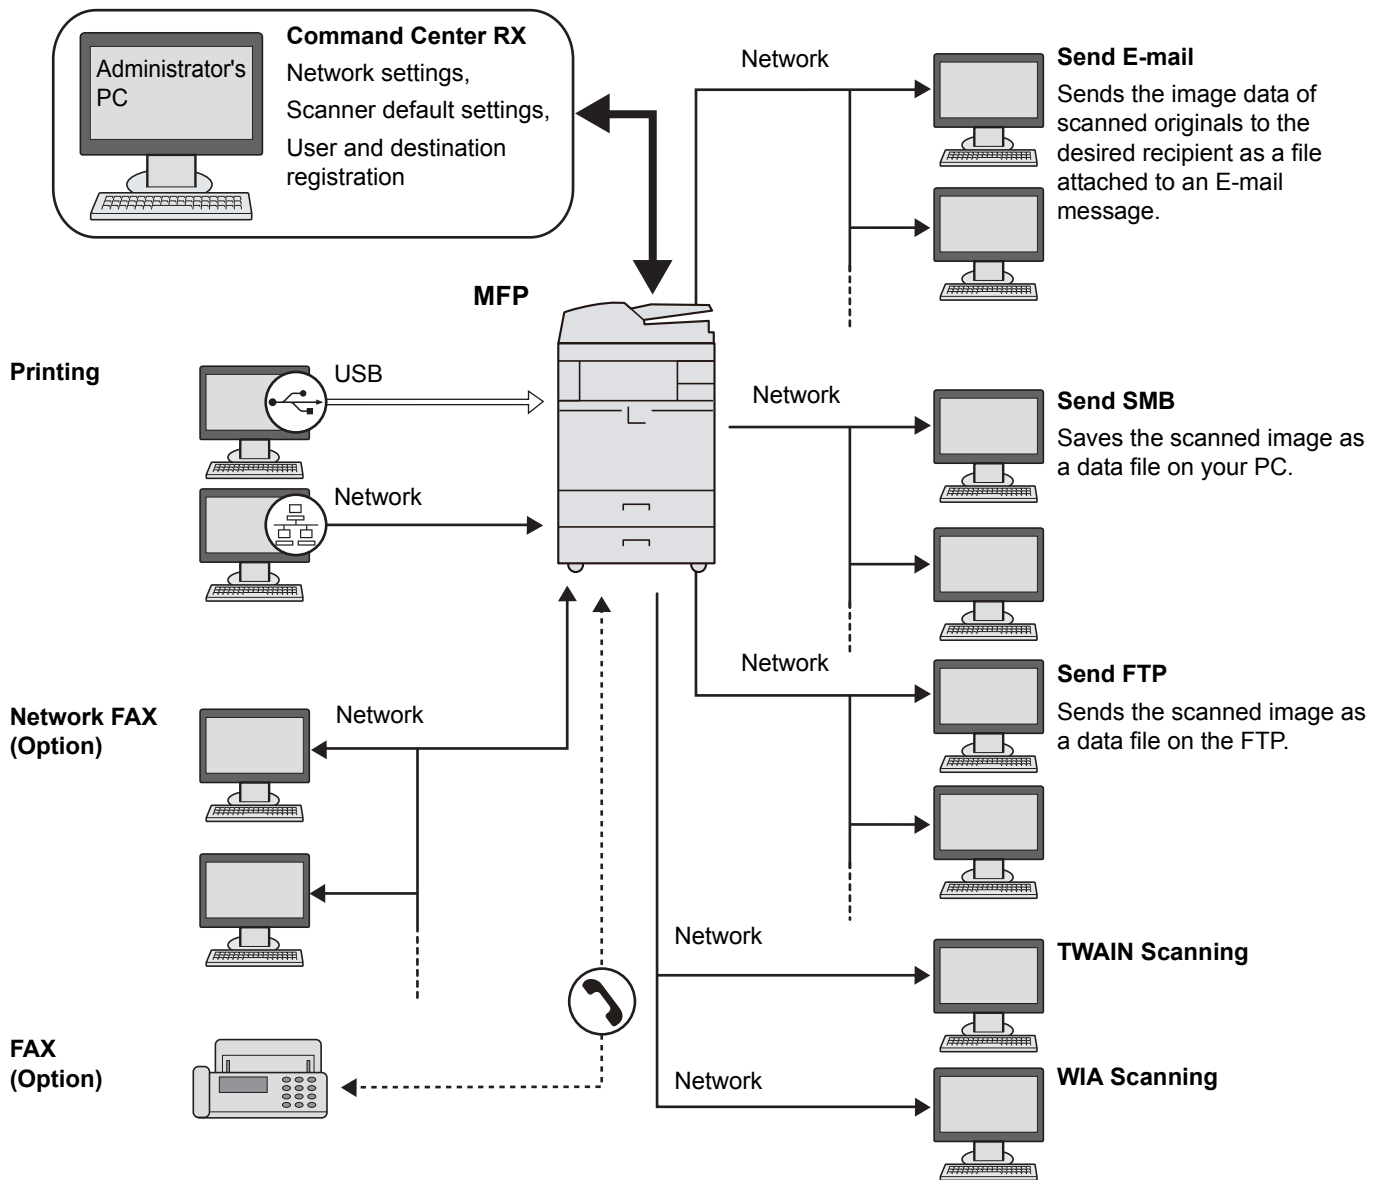 Administrator's
PC
Command Center RX
Network settings,
Scanner default settings,
User and destination
registration
Network
Send E-mail
Sends the image data of
scanned originals to the
desired recipient as a file
attached to an E-mail
message.
MFP
Printing
USB
Network
Network
Send SMB
Saves the scanned image as
a data file on your PC.
Network
Send FTP
Sends the scanned image as
a data file on the FTP.
Network FAX
(Option)
Network
Network
TWAIN Scanning
FAX
(Option)
Network
WIA Scanning